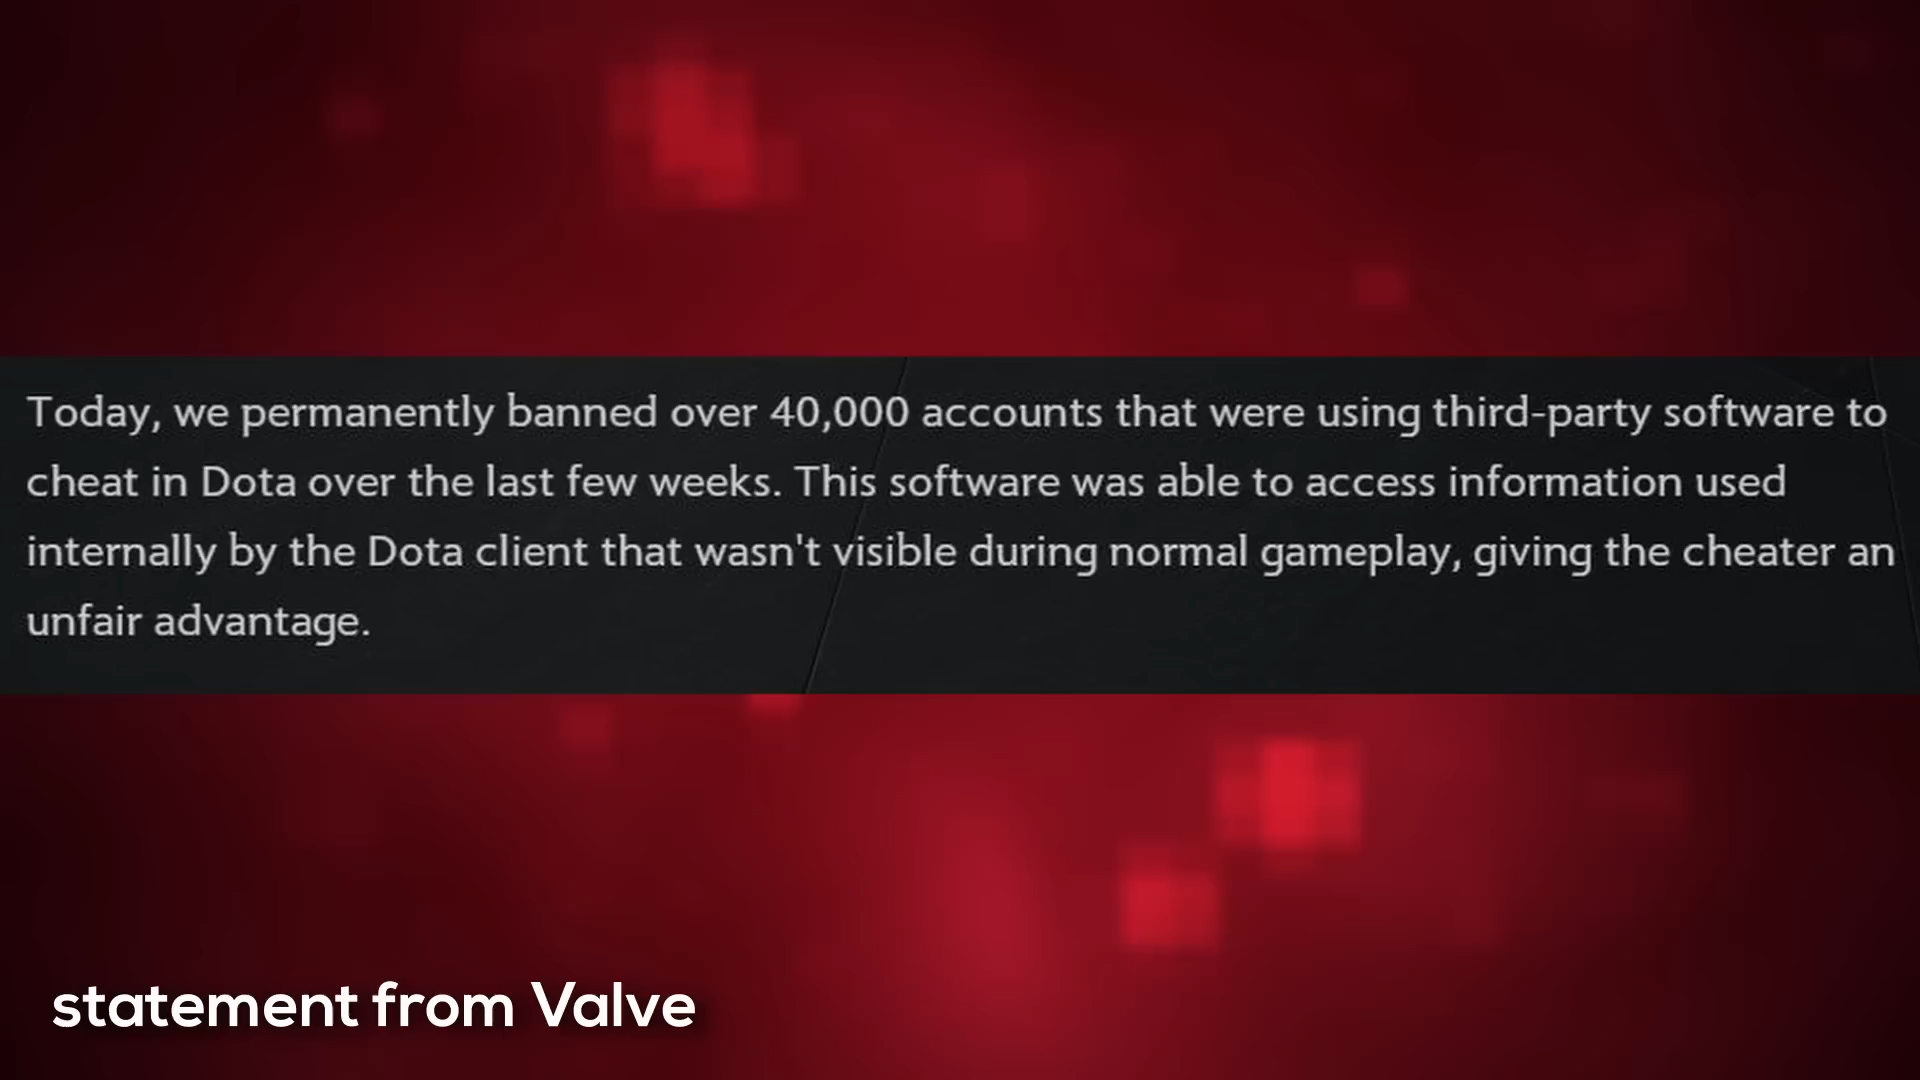 Today, we permanently banned over 40,000 accounts that were using third-party software to
cheat in Dota over the last few weeks. This software was able to access information used
internally by the Dota client that wasn't visible during normal gameplay, giving the cheater an
unfair advantage.
statement from Valve